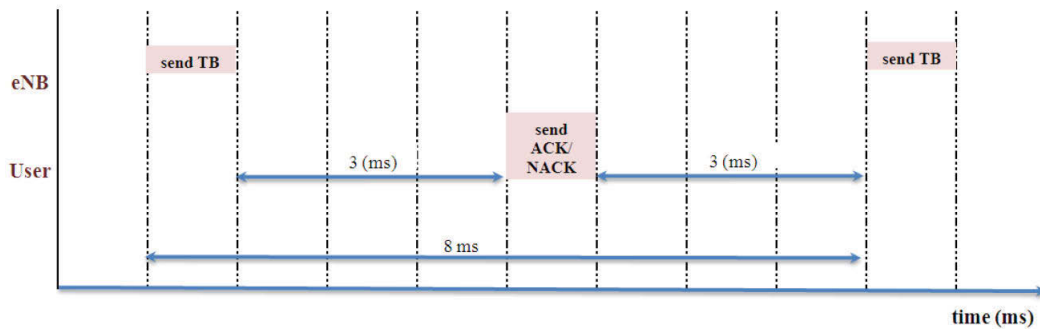 send TB
send TB
eNB
send
ACK/
NACK
User
3 (ms)
3 (ms)
8 ms
time (ms)